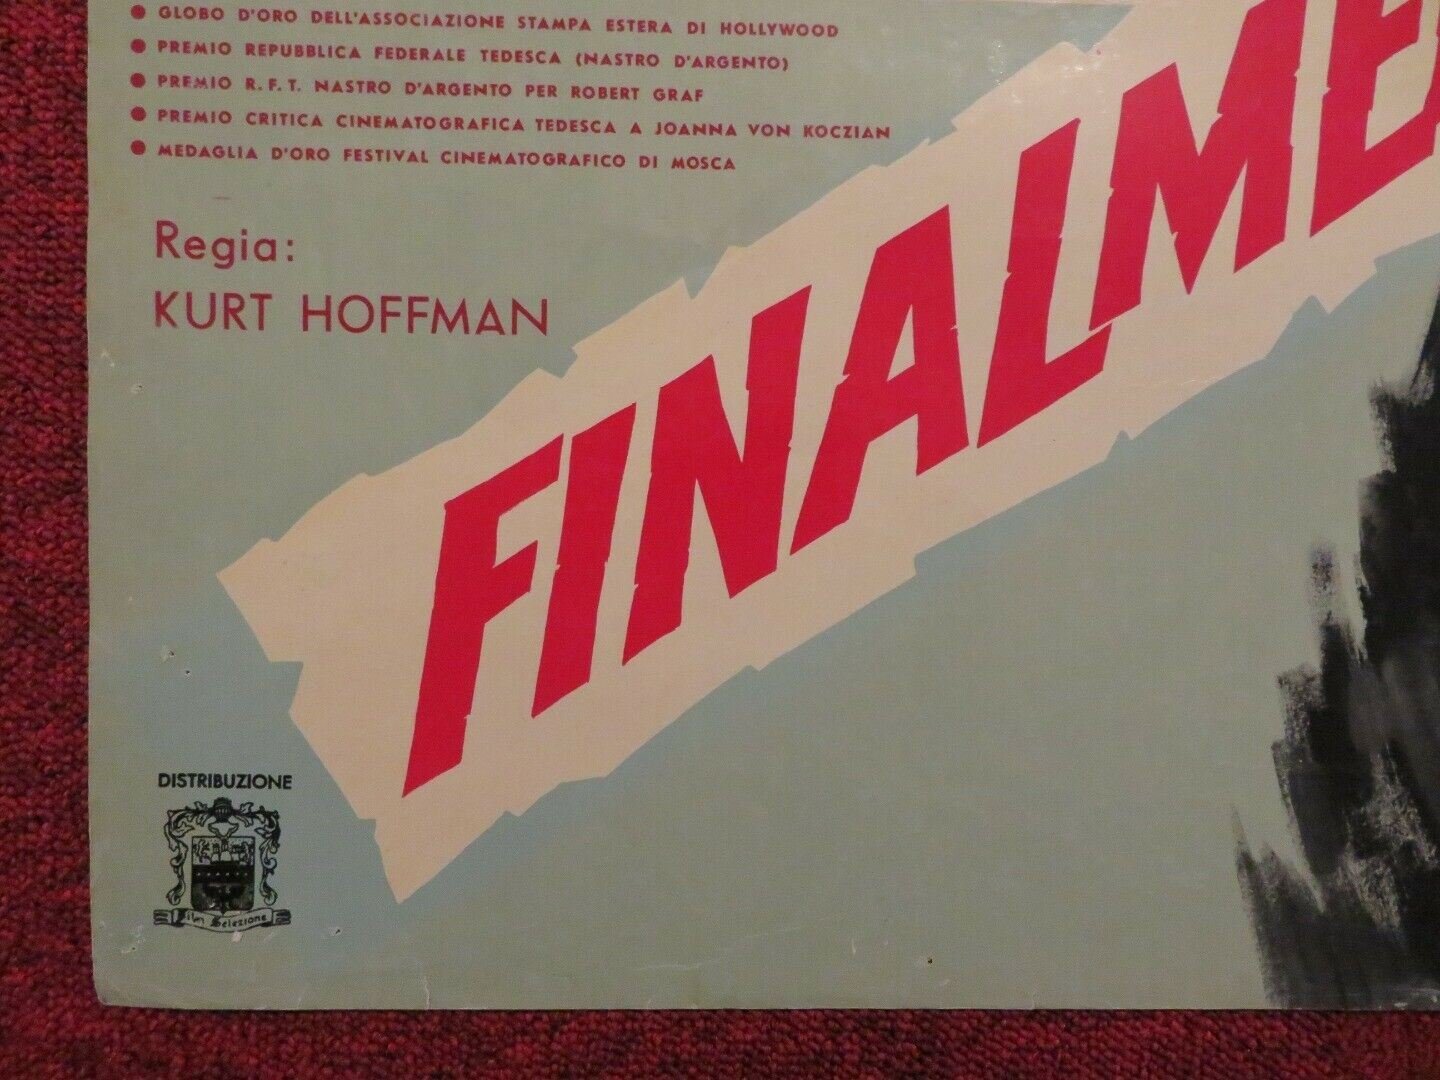 ● GLOBO D'ORO DELL'ASSOCIAZIONE STAMPA ESTERA DI HOLLYWOOD
● PREMIO REPUBBLICA FEDERALE TEDESCA (NASTRO D'ARGENTO)
● PREMIO R.F.T. NASTRO D'ARGENTO PER ROBERT GRAF
● PREMIO CRITICA CINEMATOGRAFICA TEDESCA A JOANNA VON KOCZIAN
● MEDAGLIA D'ORO FESTIVAL CINEMATOGRAFICO DI MOSCA
Regia:
KURT HOFFMAN
FINALME
DISTRIBUZIONE
Film Selezione